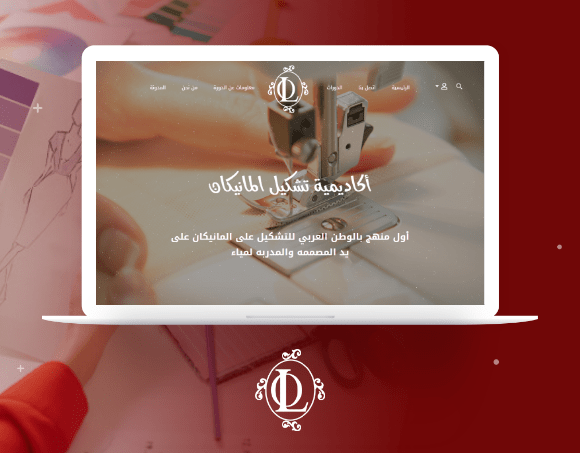 الرئيسية
اتصل بنا
الدورات
معلومات عن الدورة
من نحن
المدونة
أكاديمية تشكيل المانيكان
أول منهج بالوطن العربي للتشكيل على المانيكان على
يد المصممه والمدربه لمياء